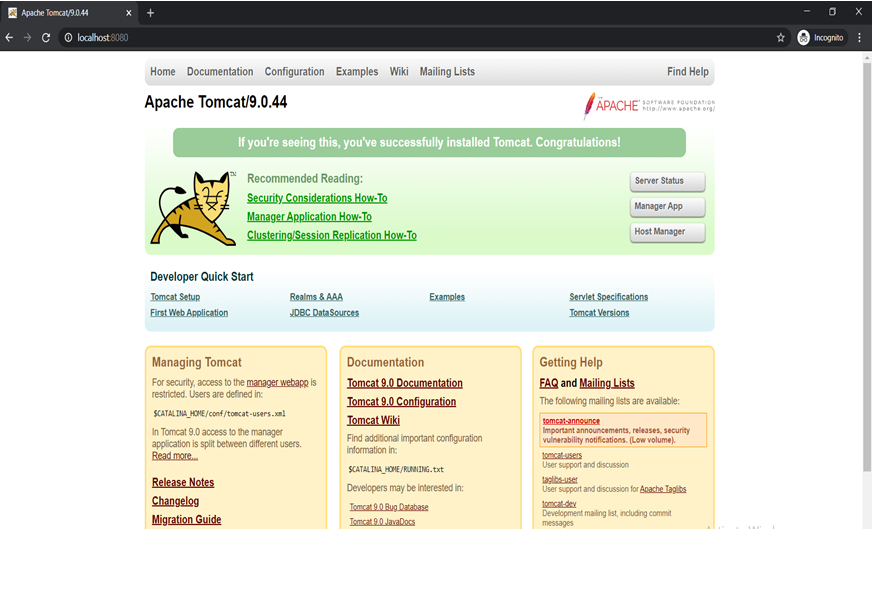 Apache Tomcat/9.0.44
localhost:8080
Incognito
Home Documentation Configuration Examples Wiki Mailing Lists Find Help
Apache Tomcat/9.0.44
THE APACHE SOFTWARE FOUNDATION
http://www.apache.org/
If you're seeing this, you've successfully installed Tomcat. Congratulations!
TM
Recommended Reading:
Security Considerations How-To
Manager Application How-To
Clustering/Session Replication How-To
Server Status
Manager App
Host Manager
Developer Quick Start
Tomcat Setup
First Web Application
Realms & AAA
JDBC DataSources
Examples
Servlet Specifications
Tomcat Versions
Managing Tomcat
For security, access to the manager webapp is
restricted. Users are defined in:
$CATALINA_HOME/conf/tomcat-users.xml
In Tomcat 9.0 access to the manager
application is split between different users.
Read more...
Release Notes
Changelog
Migration Guide
Documentation
Tomcat 9.0 Documentation
Tomcat 9.0 Configuration
Tomcat Wiki
Find additional important configuration
information in:
$CATALINA_HOME/RUNNING.txt
Developers may be interested in:
Tomcat 9.0 Bug Database
Tomcat 9.0 JavaDocs
Getting Help
FAQ and Mailing Lists
The following mailing lists are available:
tomcat-announce
Important announcements, releases, security
vulnerability notifications. (Low volume).
tomcat-users
User support and discussion
taglibs-user
User support and discussion for Apache Taglibs
tomcat-dev
Development mailing list, including commit
messages